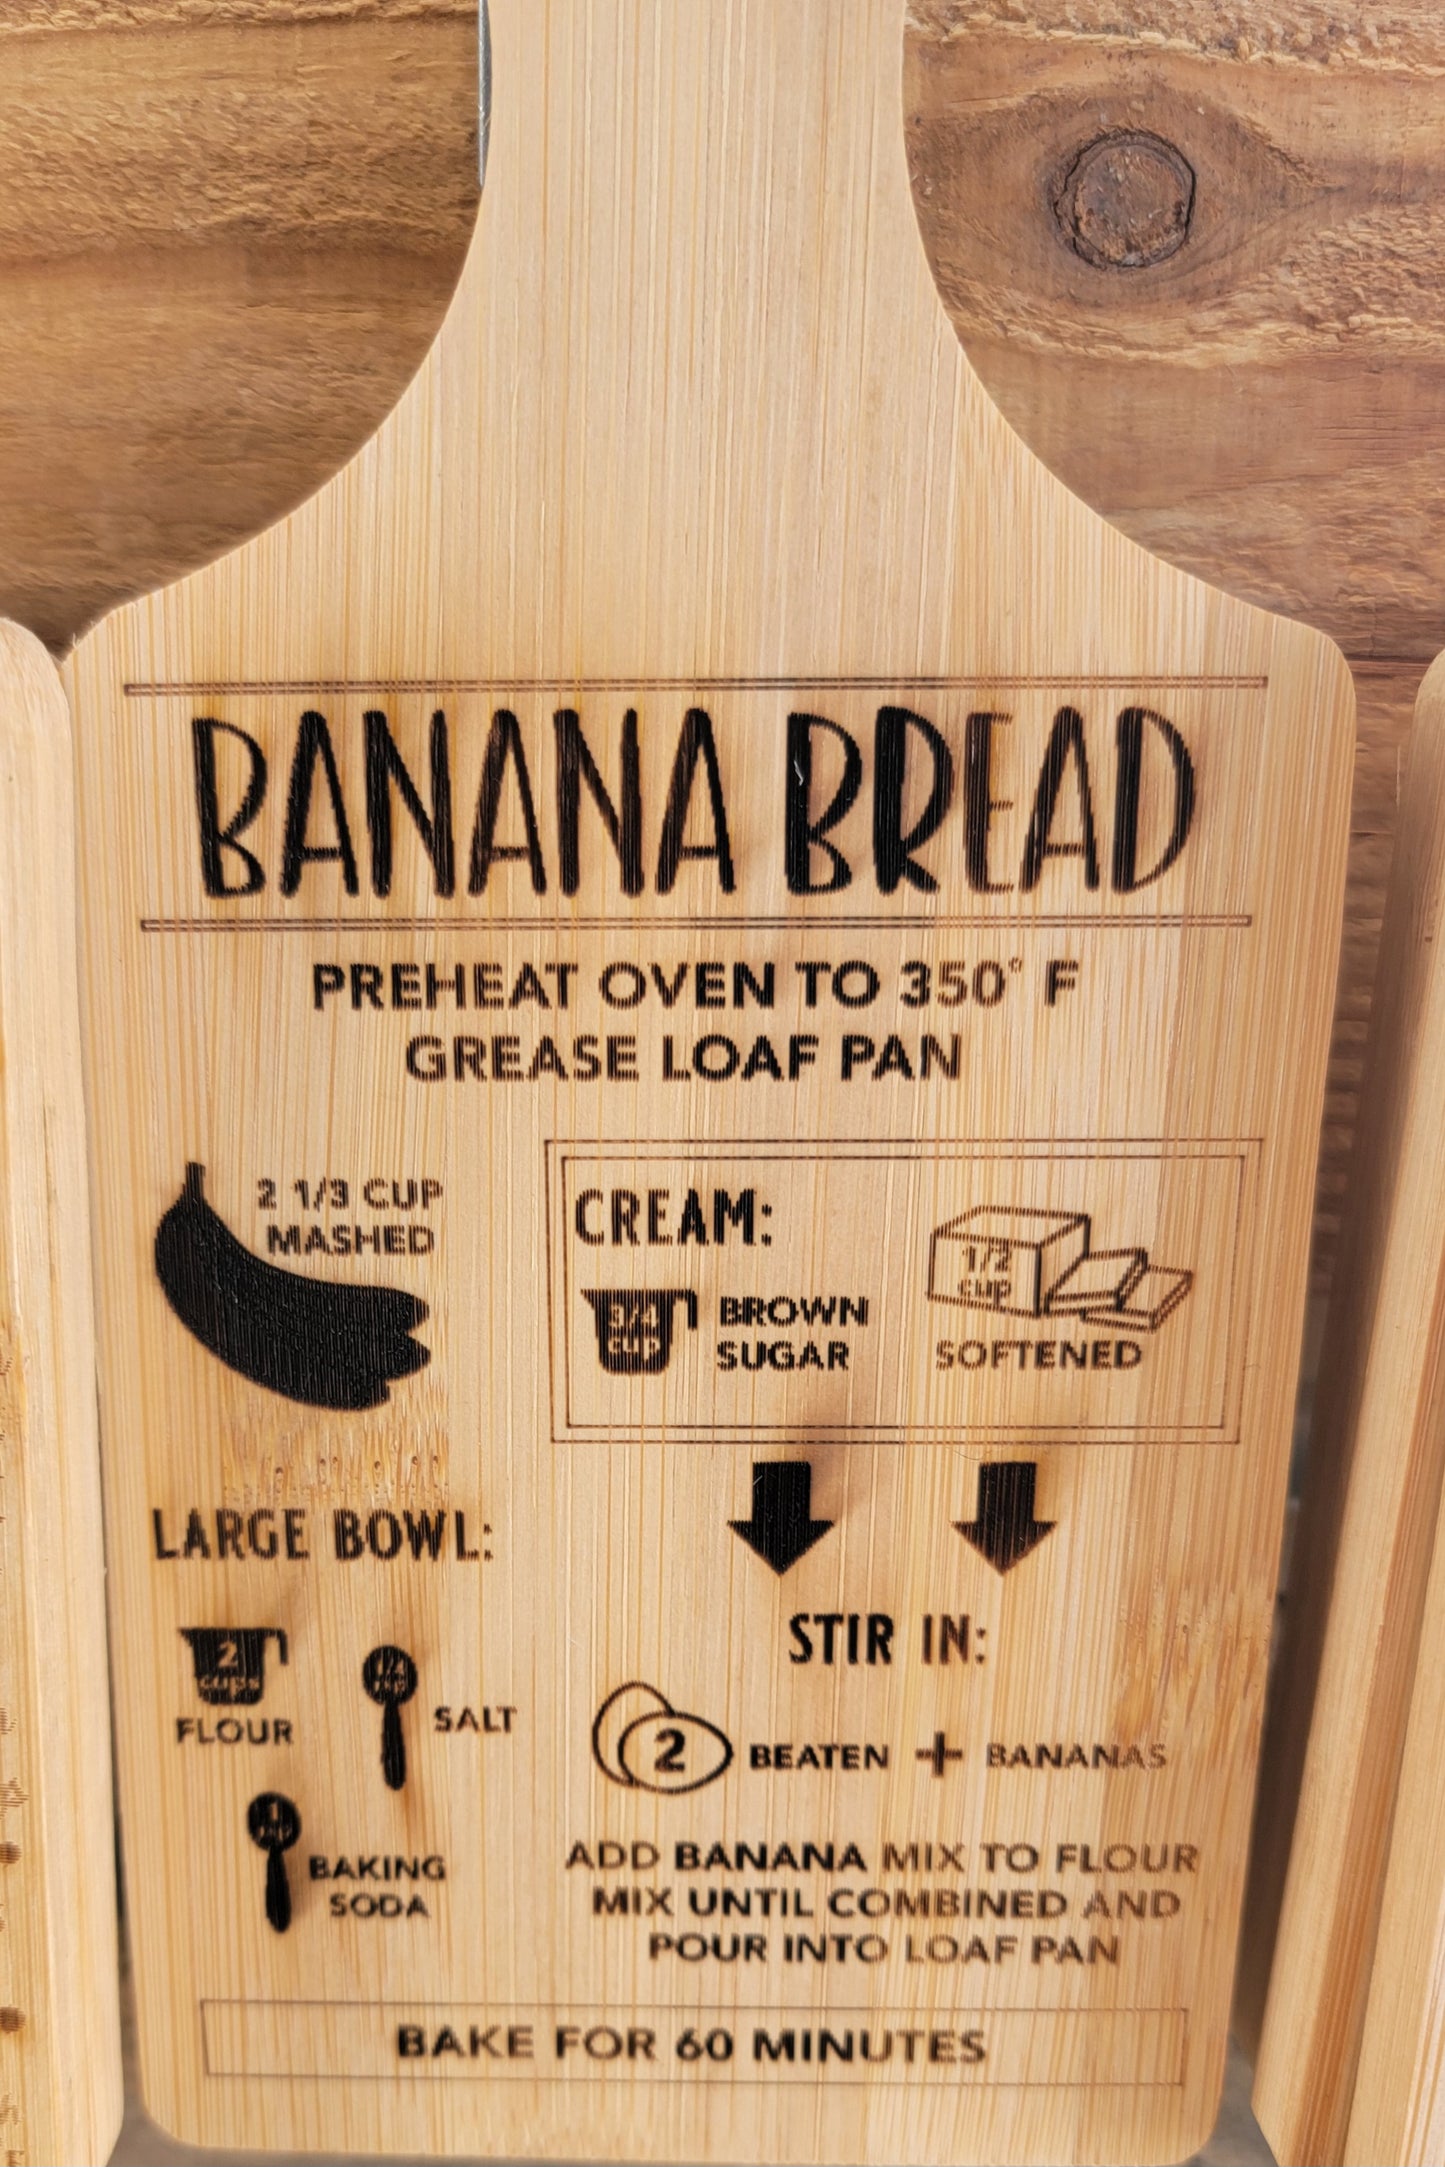 BANANA BREAD
PREHEAT OVEN TO 350° F
GREASE LOAF PAN
2 1/3 CUP
MASHED
CREAM:
3/4
cup
BROWN
SUGAR
1/2
cup
SOFTENED
LARGE BOWL:
2
cups
FLOUR
1/4
tsp
SALT
1
tsp
BAKING
SODA
STIR IN:
2 BEATEN + BANANAS
ADD BANANA MIX TO FLOUR
MIX UNTIL COMBINED AND
POUR INTO LOAF PAN
BAKE FOR 60 MINUTES